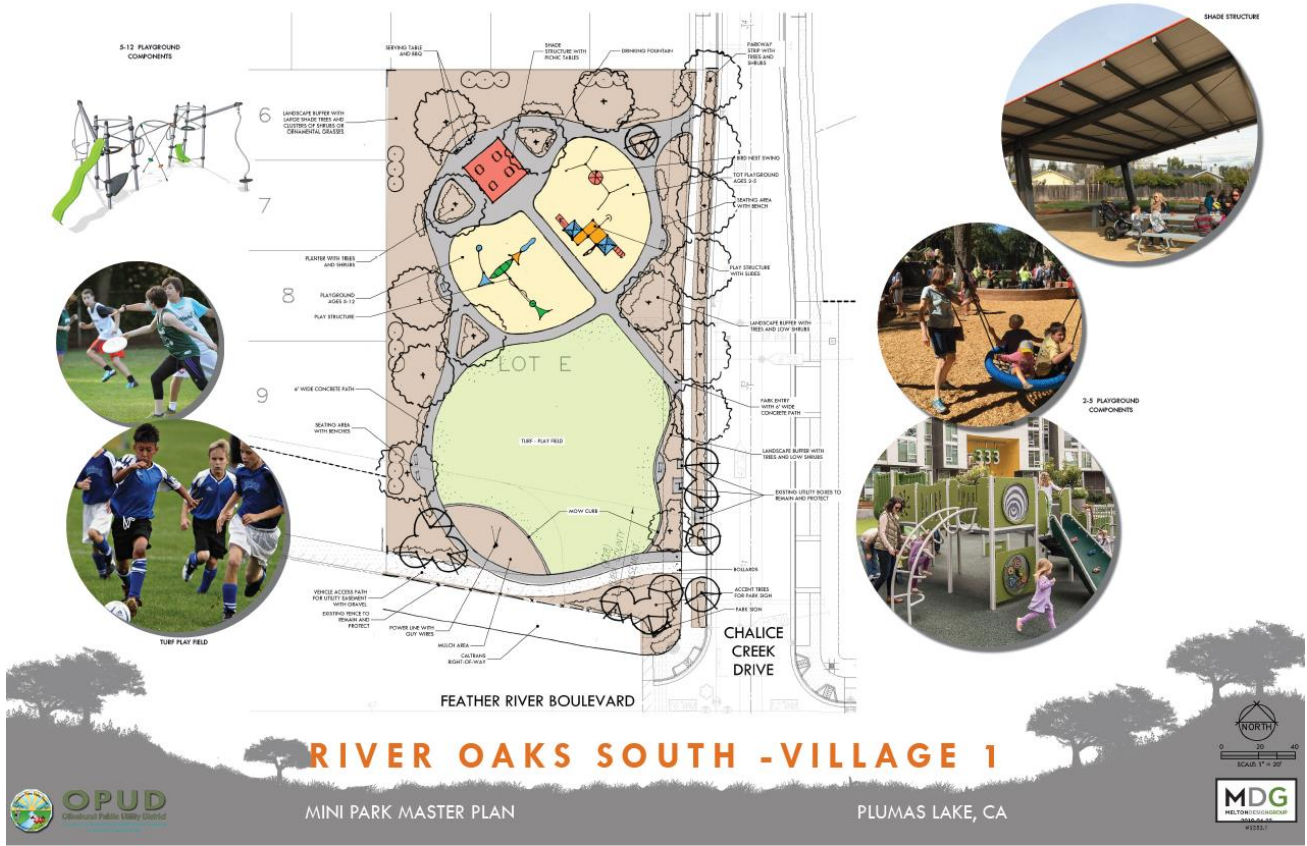 5-12 PLAYGROUND
COMPONENTS
SERVING TABLE
AND BBQ
SHADE
STRUCTURE WITH
PICNIC TABLES
DRINKING FOUNTAIN
PARKWAY
STRIP WITH
TREES AND
SHRUBS
SHADE STRUCTURE
6
LANDSCAPE BUFFER WITH
LARGE SHADE TREES AND
CLUSTERS OF SHRUBS OR
ORNAMENTAL GRASSES
BIRD NEST SWING
TOT PLAYGROUND
AGES 2-5
7
SEATING AREA
WITH BENCH
PLANTER WITH TREES
AND SHRUBS
PLAY STRUCTURE
WITH SLIDES
8
PLAYGROUND
AGES 5-12
PLAY STRUCTURE
LANDSCAPE BUFFER WITH
TREES AND LOW SHRUBS
LOT E
6' WIDE CONCRETE PATH
9
PARK ENTRY
WITH 6' WIDE
CONCRETE PATH
2-5 PLAYGROUND
COMPONENTS
SEATING AREA
WITH BENCHES
TURF - PLAY FIELD
LANDSCAPE BUFFER WITH
TREES AND LOW SHRUBS
EXISTING UTILITY BOXES TO
REMAIN AND PROTECT
MOW CURB
BOLLARDS
VEHICLE ACCESS PATH
FOR UTILITY EASEMENT
WITH GRAVEL
ACCENT TREES
FOR PARK SIGN
PARK SIGN
EXISTING FENCE TO
REMAIN AND
PROTECT
POWER LINE WITH
GUY WIRES
MULCH AREA
CALTRANS
RIGHT-OF-WAY
TURF PLAY FIELD
CHALICE
CREEK
DRIVE
FEATHER RIVER BOULEVARD
RIVER OAKS SOUTH -VILLAGE 1
NORTH
0 20 40
SCALE: 1" = 20'
OPUD
Olivehurst Public Utility District
MINI PARK MASTER PLAN
PLUMAS LAKE, CA
MDG
MELTONDESIGNGROUP